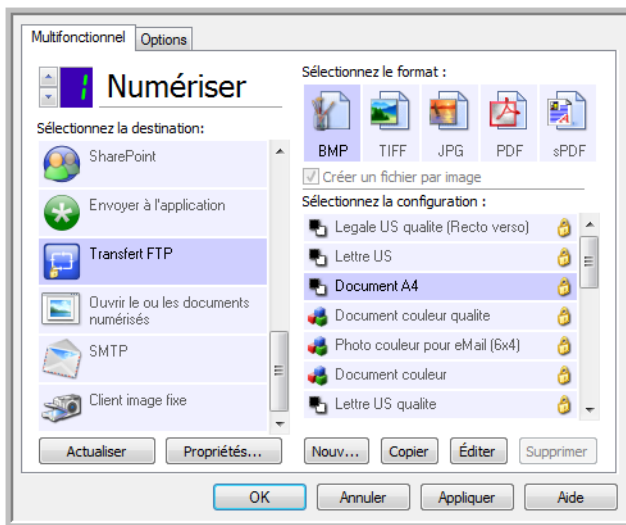 Multifonctionnel
Options
1
Numériser
Sélectionnez la destination:
SharePoint
Envoyer à l'application
Transfert FTP
Ouvrir le ou les documents
numérisés
SMTP
Client image fixe
Actualiser
Propriétés...
Sélectionnez le format :
BMP
TIFF
JPG
PDF
sPDF
Créer un fichier par image
Sélectionnez la configuration :
Legale US qualite (Recto verso)
Lettre US
Document A4
Document couleur qualite
Photo couleur pour eMail (6x4)
Document couleur
Lettre US qualite
Nouv...
Copier
Éditer
Supprimer
OK
Annuler
Appliquer
Aide